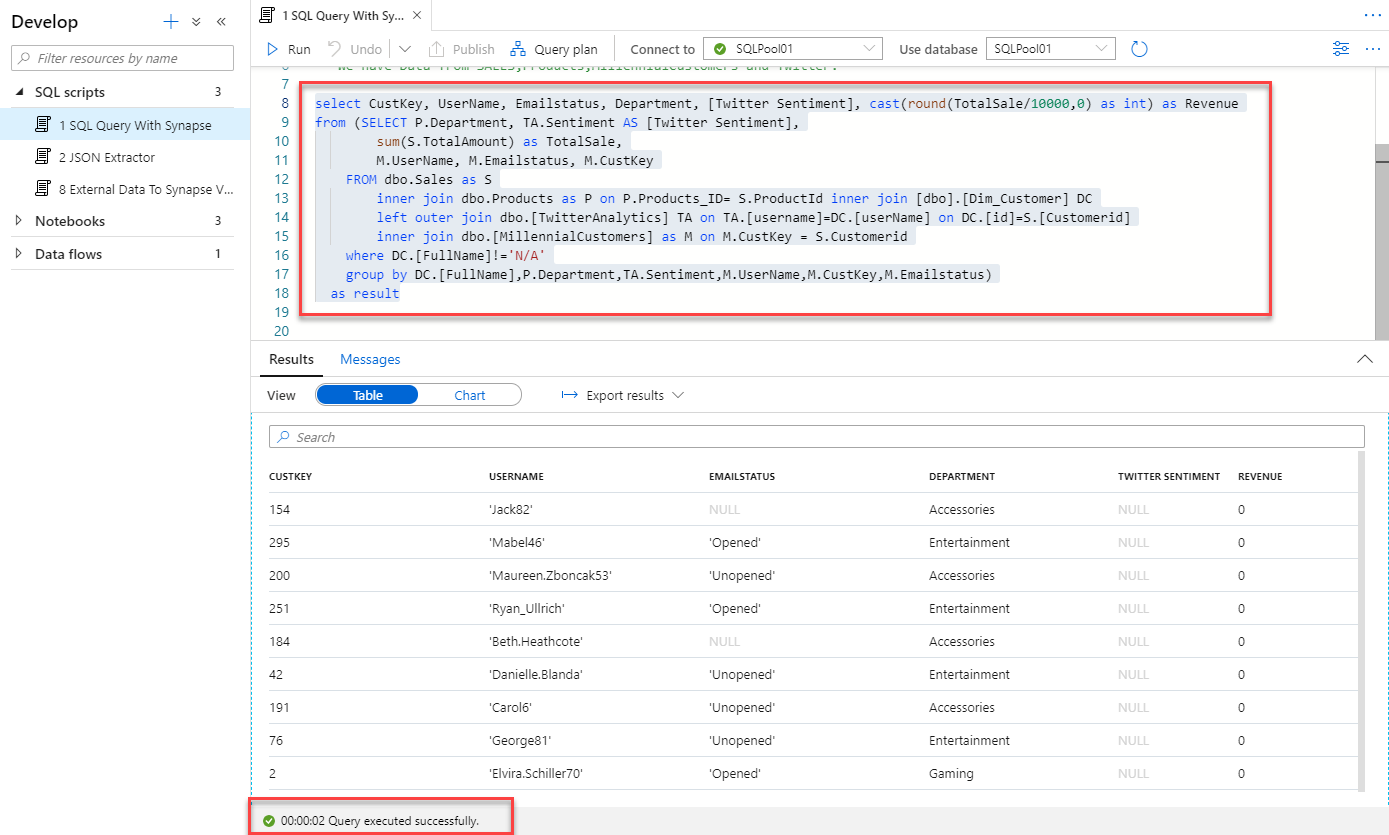 Develop
Filter resources by name
SQL scripts 3
1 SQL Query With Synapse
2 JSON Extractor
8 External Data To Synapse V...
Notebooks 3
Data flows 1
1 SQL Query With Sy...
Run Undo Publish Query plan Connect to SQLPool01 Use database SQLPool01
We have Data from SALES,Products,MillennialCustomers and Twitter.
7
8 select CustKey, UserName, Emailstatus, Department, [Twitter Sentiment], cast(round(TotalSale/10000,0) as int) as Revenue
9 from (SELECT P.Department, TA.Sentiment AS [Twitter Sentiment],
10 sum(S.TotalAmount) as TotalSale,
11 M.UserName, M.Emailstatus, M.CustKey
12 FROM dbo.Sales as S
13 inner join dbo.Products as P on P.Products_ID= S.ProductId inner join [dbo].[Dim_Customer] DC
14 left outer join dbo.[TwitterAnalytics] TA on TA.[username]=DC.[userName] on DC.[id]=S.[Customerid]
15 inner join dbo.[MillennialCustomers] as M on M.CustKey = S.Customerid
16 where DC.[FullName]!='N/A'
17 group by DC.[FullName],P.Department,TA.Sentiment,M.UserName,M.CustKey,M.Emailstatus)
18 as result
19
20
Results Messages
View Table Chart Export results
Search
CUSTKEY USERNAME EMAILSTATUS DEPARTMENT TWITTER SENTIMENT REVENUE
154 'Jack82' NULL Accessories NULL 0
295 'Mabel46' 'Opened' Entertainment NULL 0
200 'Maureen.Zboncak53' 'Unopened' Accessories NULL 0
251 'Ryan_Ullrich' 'Opened' Entertainment NULL 0
184 'Beth.Heathcote' NULL Accessories NULL 0
42 'Danielle.Blanda' 'Unopened' Entertainment NULL 0
191 'Carol6' 'Unopened' Accessories NULL 0
76 'George81' 'Unopened' Entertainment NULL 0
2 'Elvira.Schiller70' 'Opened' Gaming NULL 0
00:00:02 Query executed successfully.